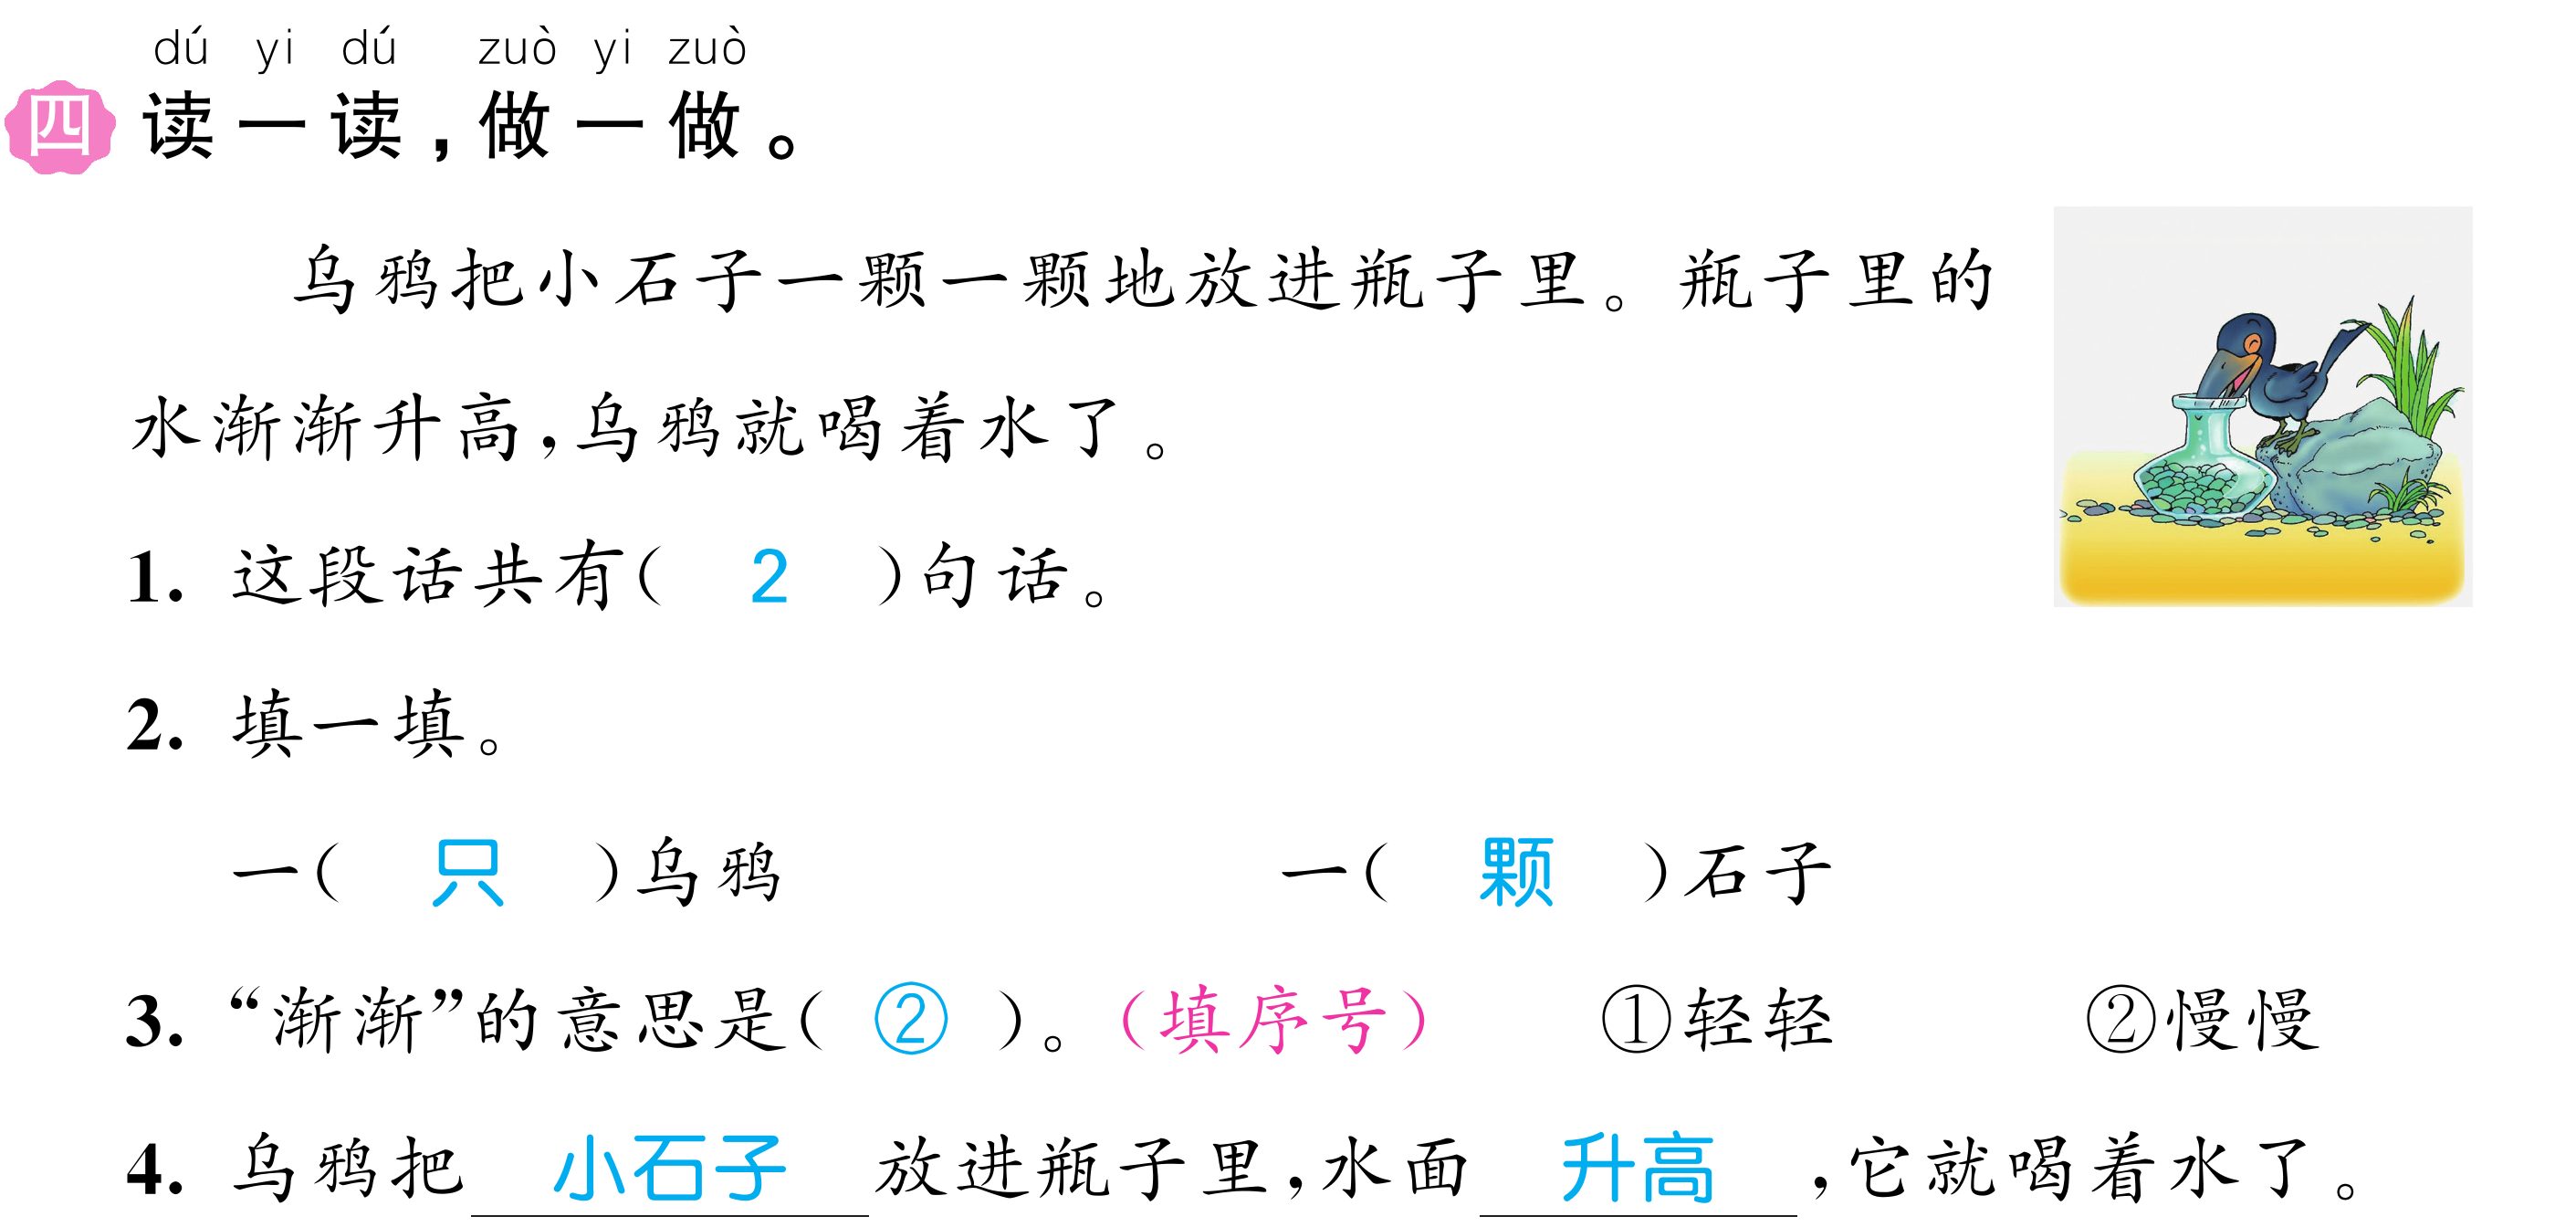 dú yi dú zuò yi zuò
四 读一读,做一做。
乌鸦把小石子一颗一颗地放进瓶子里。瓶子里的
水渐渐升高,乌鸦就喝着水了。
1. 这段话共有( 2 )句话。
2. 填一填。
一( 只 )乌鸦 一( 颗 )石子
3. “渐渐”的意思是( ② )。(填序号) ①轻轻 ②慢慢
4. 乌鸦把 小石子 放进瓶子里,水面 升高 ,它就喝着水了。